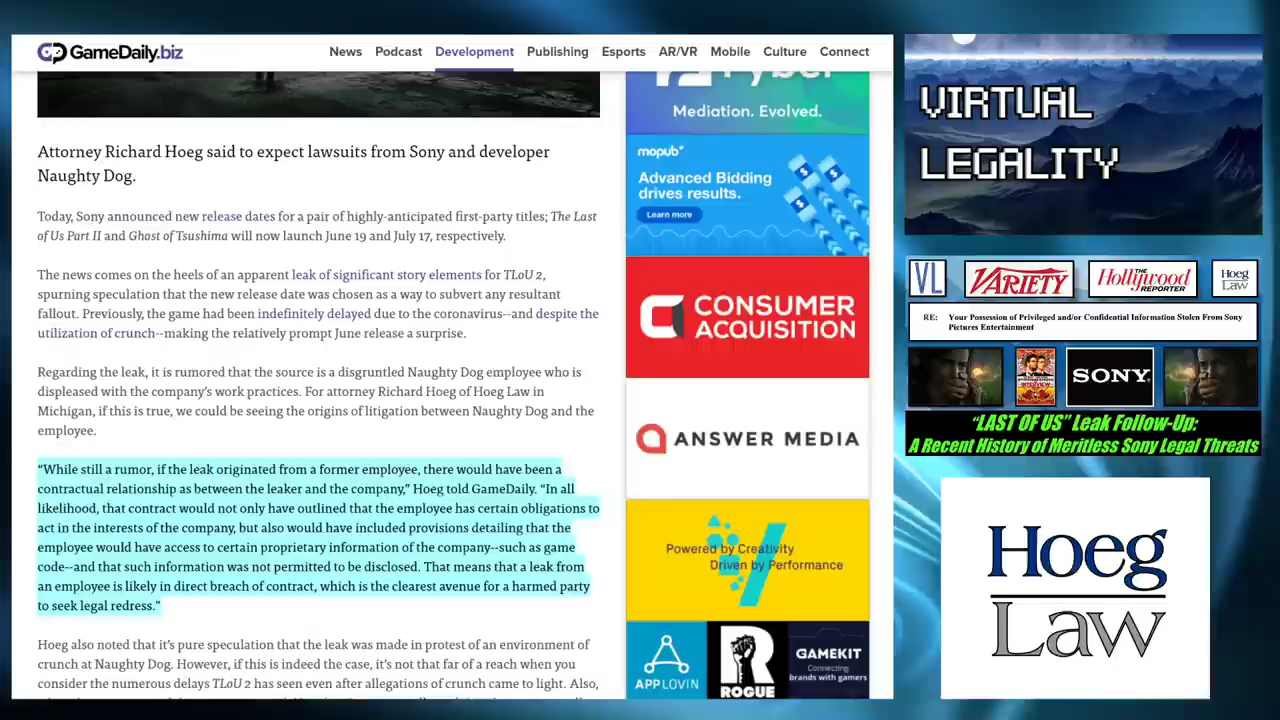 GameDaily.biz
News Podcast Development Publishing Esports AR/VR Mobile Culture Connect
Attorney Richard Hoeg said to expect lawsuits from Sony and developer
Naughty Dog.
Today, Sony announced new release dates for a pair of highly-anticipated first-party titles; The Last
of Us Part II and Ghost of Tsushima will now launch June 19 and July 17, respectively.
The news comes on the heels of an apparent leak of significant story elements for TLoU 2,
spurning speculation that the new release date was chosen as a way to subvert any resultant
fallout. Previously, the game had been indefinitely delayed due to the coronavirus--and despite the
utilization of crunch--making the relatively prompt June release a surprise.
Regarding the leak, it is rumored that the source is a disgruntled Naughty Dog employee who is
displeased with the company's work practices. For attorney Richard Hoeg of Hoeg Law in
Michigan, if this is true, we could be seeing the origins of litigation between Naughty Dog and the
employee.
“While still a rumor, if the leak originated from a former employee, there would have been a
contractual relationship as between the leaker and the company,” Hoeg told GameDaily. “In all
likelihood, that contract would not only have outlined that the employee has certain obligations to
act in the interests of the company, but also would have included provisions detailing that the
employee would have access to certain proprietary information of the company--such as game
code--and that such information was not permitted to be disclosed. That means that a leak from
an employee is likely in direct breach of contract, which is the clearest avenue for a harmed party
to seek legal redress.”
Hoeg also noted that it's pure speculation that the leak was made in protest of an environment of
crunch at Naughty Dog. However, if this is indeed the case, it's not that far of a reach when you
consider the numerous delays TLoU 2 has seen even after allegations of crunch came to light. Also,
Mediation. Evolved.
mopub
Advanced Bidding
drives results.
Learn more
CONSUMER
ACQUISITION
ANSWER MEDIA
Powered by Creativity
Driven by Performance
APPLOVIN
ROGUE
GAMEKIT
Connecting
brands with gamers
VIRTUAL
LEGALITY
VL
VARIETY
THE
Hollywood
REPORTER
Hoeg
Law
RE: Your Possession of Privileged and/or Confidential Information Stolen From Sony
Pictures Entertainment
SONY
“LAST OF US” Leak Follow-Up:
A Recent History of Meritless Sony Legal Threats
Hoeg
Law